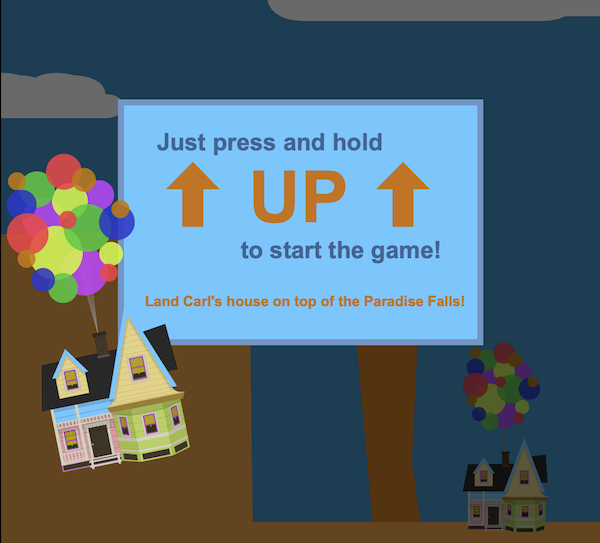 Just press and hold
UP
to start the game!
Land Carl's house on top of the Paradise Falls!